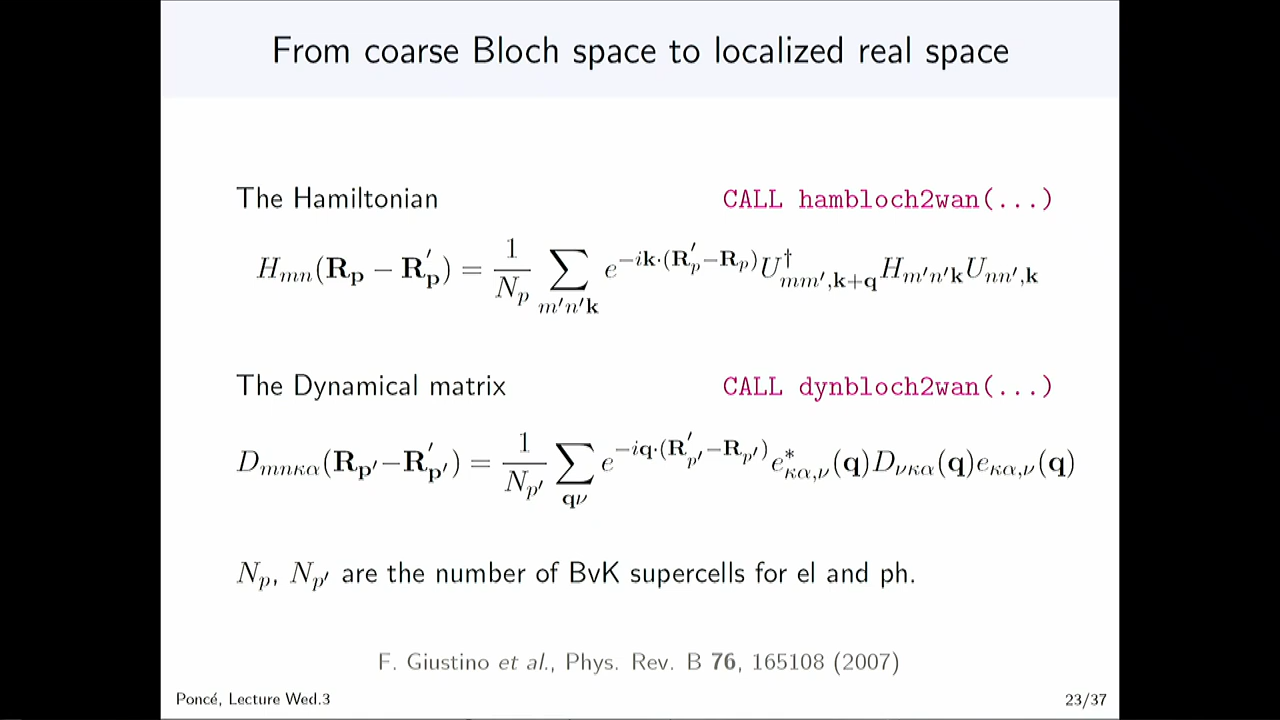 From coarse Bloch space to localized real space
The Hamiltonian CALL hambloch2wan(...)
$H_{mn}(\mathbf{R_p} - \mathbf{R_p^{'}}) = \frac{1}{N_p} \sum_{m'n'\mathbf{k}} e^{-i\mathbf{k}\cdot(\mathbf{R}_p^{'}-\mathbf{R}_p)} U^{\dagger}_{mm',\mathbf{k+q}} H_{m'n'\mathbf{k}} U_{nn',\mathbf{k}}$
The Dynamical matrix CALL dynbloch2wan(...)
$D_{mn\kappa\alpha}(\mathbf{R_{p'}} - \mathbf{R_{p'}^{'}}) = \frac{1}{N_{p'}} \sum_{\mathbf{q}\nu} e^{-i\mathbf{q}\cdot(\mathbf{R}_{p'}^{'}-\mathbf{R}_{p'})} e^{*}_{\kappa\alpha,\nu}(\mathbf{q}) D_{\nu\kappa\alpha}(\mathbf{q}) e_{\kappa\alpha,\nu}(\mathbf{q})$
$N_p$, $N_{p'}$ are the number of BvK supercells for el and ph.
F. Giustino et al., Phys. Rev. B 76, 165108 (2007)
Poncé, Lecture Wed.3 23/37